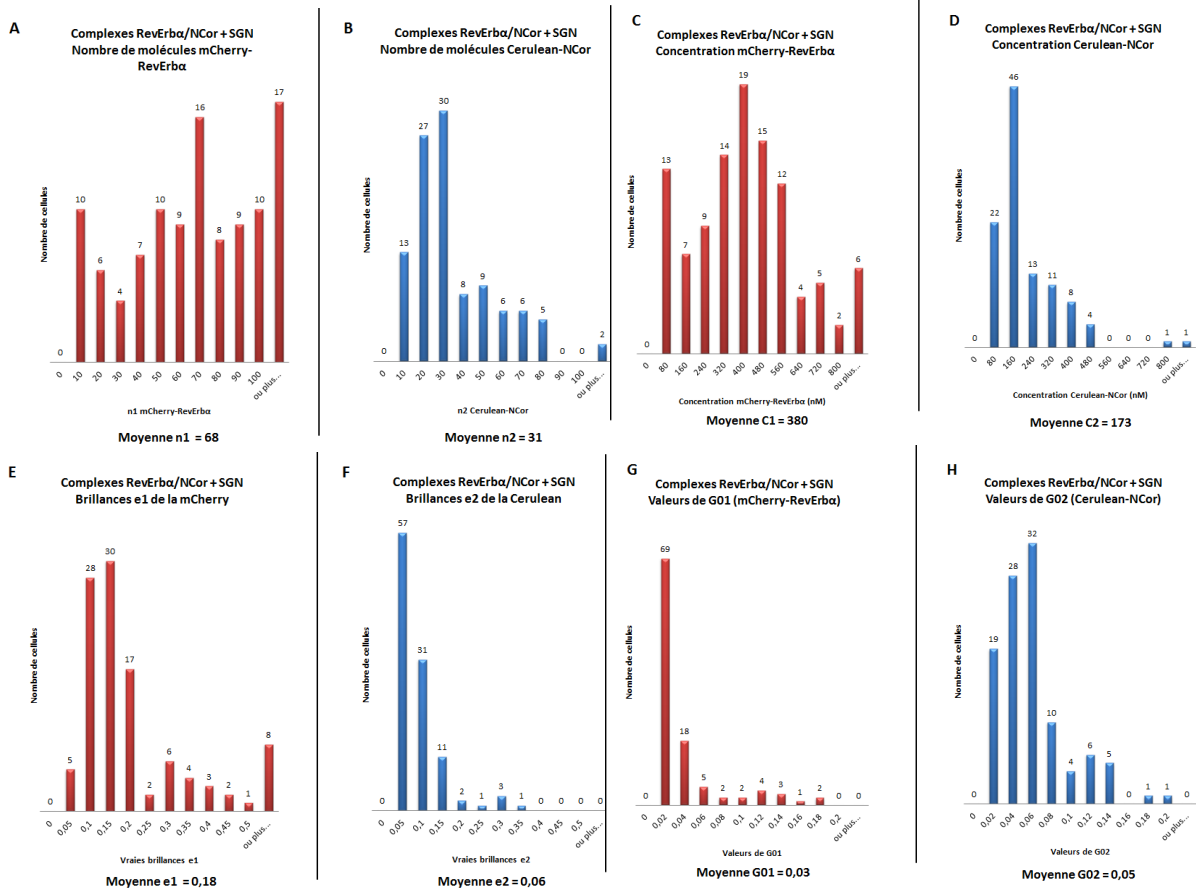 A
Complexes RevErbα/NCor + SGN
Nombre de molécules mCherry-
RevErbα
Nombre de cellules
0 10 6 4 7 10 9 16 8 9 10 17
0 10 20 30 40 50 60 70 80 90 100 ou plus...
n1 mCherry-RevErbα
Moyenne n1 = 68
B
Complexes RevErbα/NCor + SGN
Nombre de molécules Cerulean-NCor
Nombre de cellules
0 13 27 30 8 9 6 6 5 0 0 2
0 10 20 30 40 50 60 70 80 90 100 ou plus...
n2 Cerulean-NCor
Moyenne n2 = 31
C
Complexes RevErbα/NCor + SGN
Concentration mCherry-RevErbα
Nombre de cellules
0 13 7 9 14 19 15 12 4 5 2 6
0 80 160 240 320 400 480 560 640 720 800 ou plus...
Concentration mCherry-RevErbα (nM)
Moyenne C1 = 380
D
Complexes RevErbα/NCor + SGN
Concentration Cerulean-NCor
Nombre de cellules
0 22 46 13 11 8 4 0 0 0 1 1
0 80 160 240 320 400 480 560 640 720 800 ou plus...
Concentration Cerulean-NCor (nM)
Moyenne C2 = 173
E
Complexes RevErbα/NCor + SGN
Brillances e1 de la mCherry
Nombre de cellules
0 5 28 30 17 2 6 4 3 2 1 8
0 0,05 0,1 0,15 0,2 0,25 0,3 0,35 0,4 0,45 0,5 ou plus...
Vraies brillances e1
Moyenne e1 = 0,18
F
Complexes RevErbα/NCor + SGN
Brillances e2 de la Cerulean
Nombre de cellules
0 57 31 11 2 1 3 1 0 0 0 0
0 0,05 0,1 0,15 0,2 0,25 0,3 0,35 0,4 0,45 0,5 ou plus...
Vraies brillances e2
Moyenne e2 = 0,06
G
Complexes RevErbα/NCor + SGN
Valeurs de G01 (mCherry-RevErbα)
Nombre de cellules
0 69 18 5 2 2 4 3 1 2 0 0
0 0,02 0,04 0,06 0,08 0,1 0,12 0,14 0,16 0,18 0,2 ou plus...
Valeurs de G01
Moyenne G01 = 0,03
H
Complexes RevErbα/NCor + SGN
Valeurs de G02 (Cerulean-NCor)
Nombre de cellules
0 19 28 32 10 4 6 5 0 1 1 0
0 0,02 0,04 0,06 0,08 0,1 0,12 0,14 0,16 0,18 0,2 ou plus...
Valeurs de G02
Moyenne G02 = 0,05